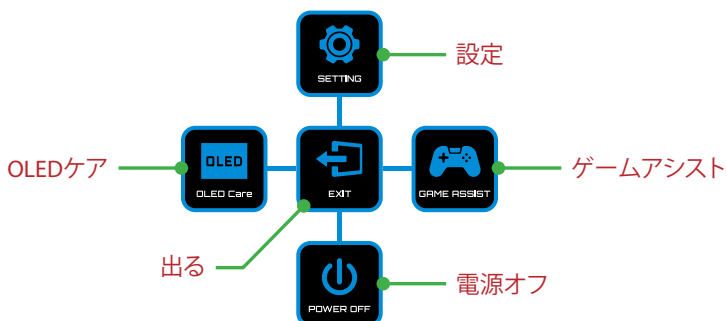 SETTING
設定
OLEDケア
OLED
OLED Care
EXIT
GAME ASSIST
ゲームアシスト
出る
POWER OFF
電源オフ